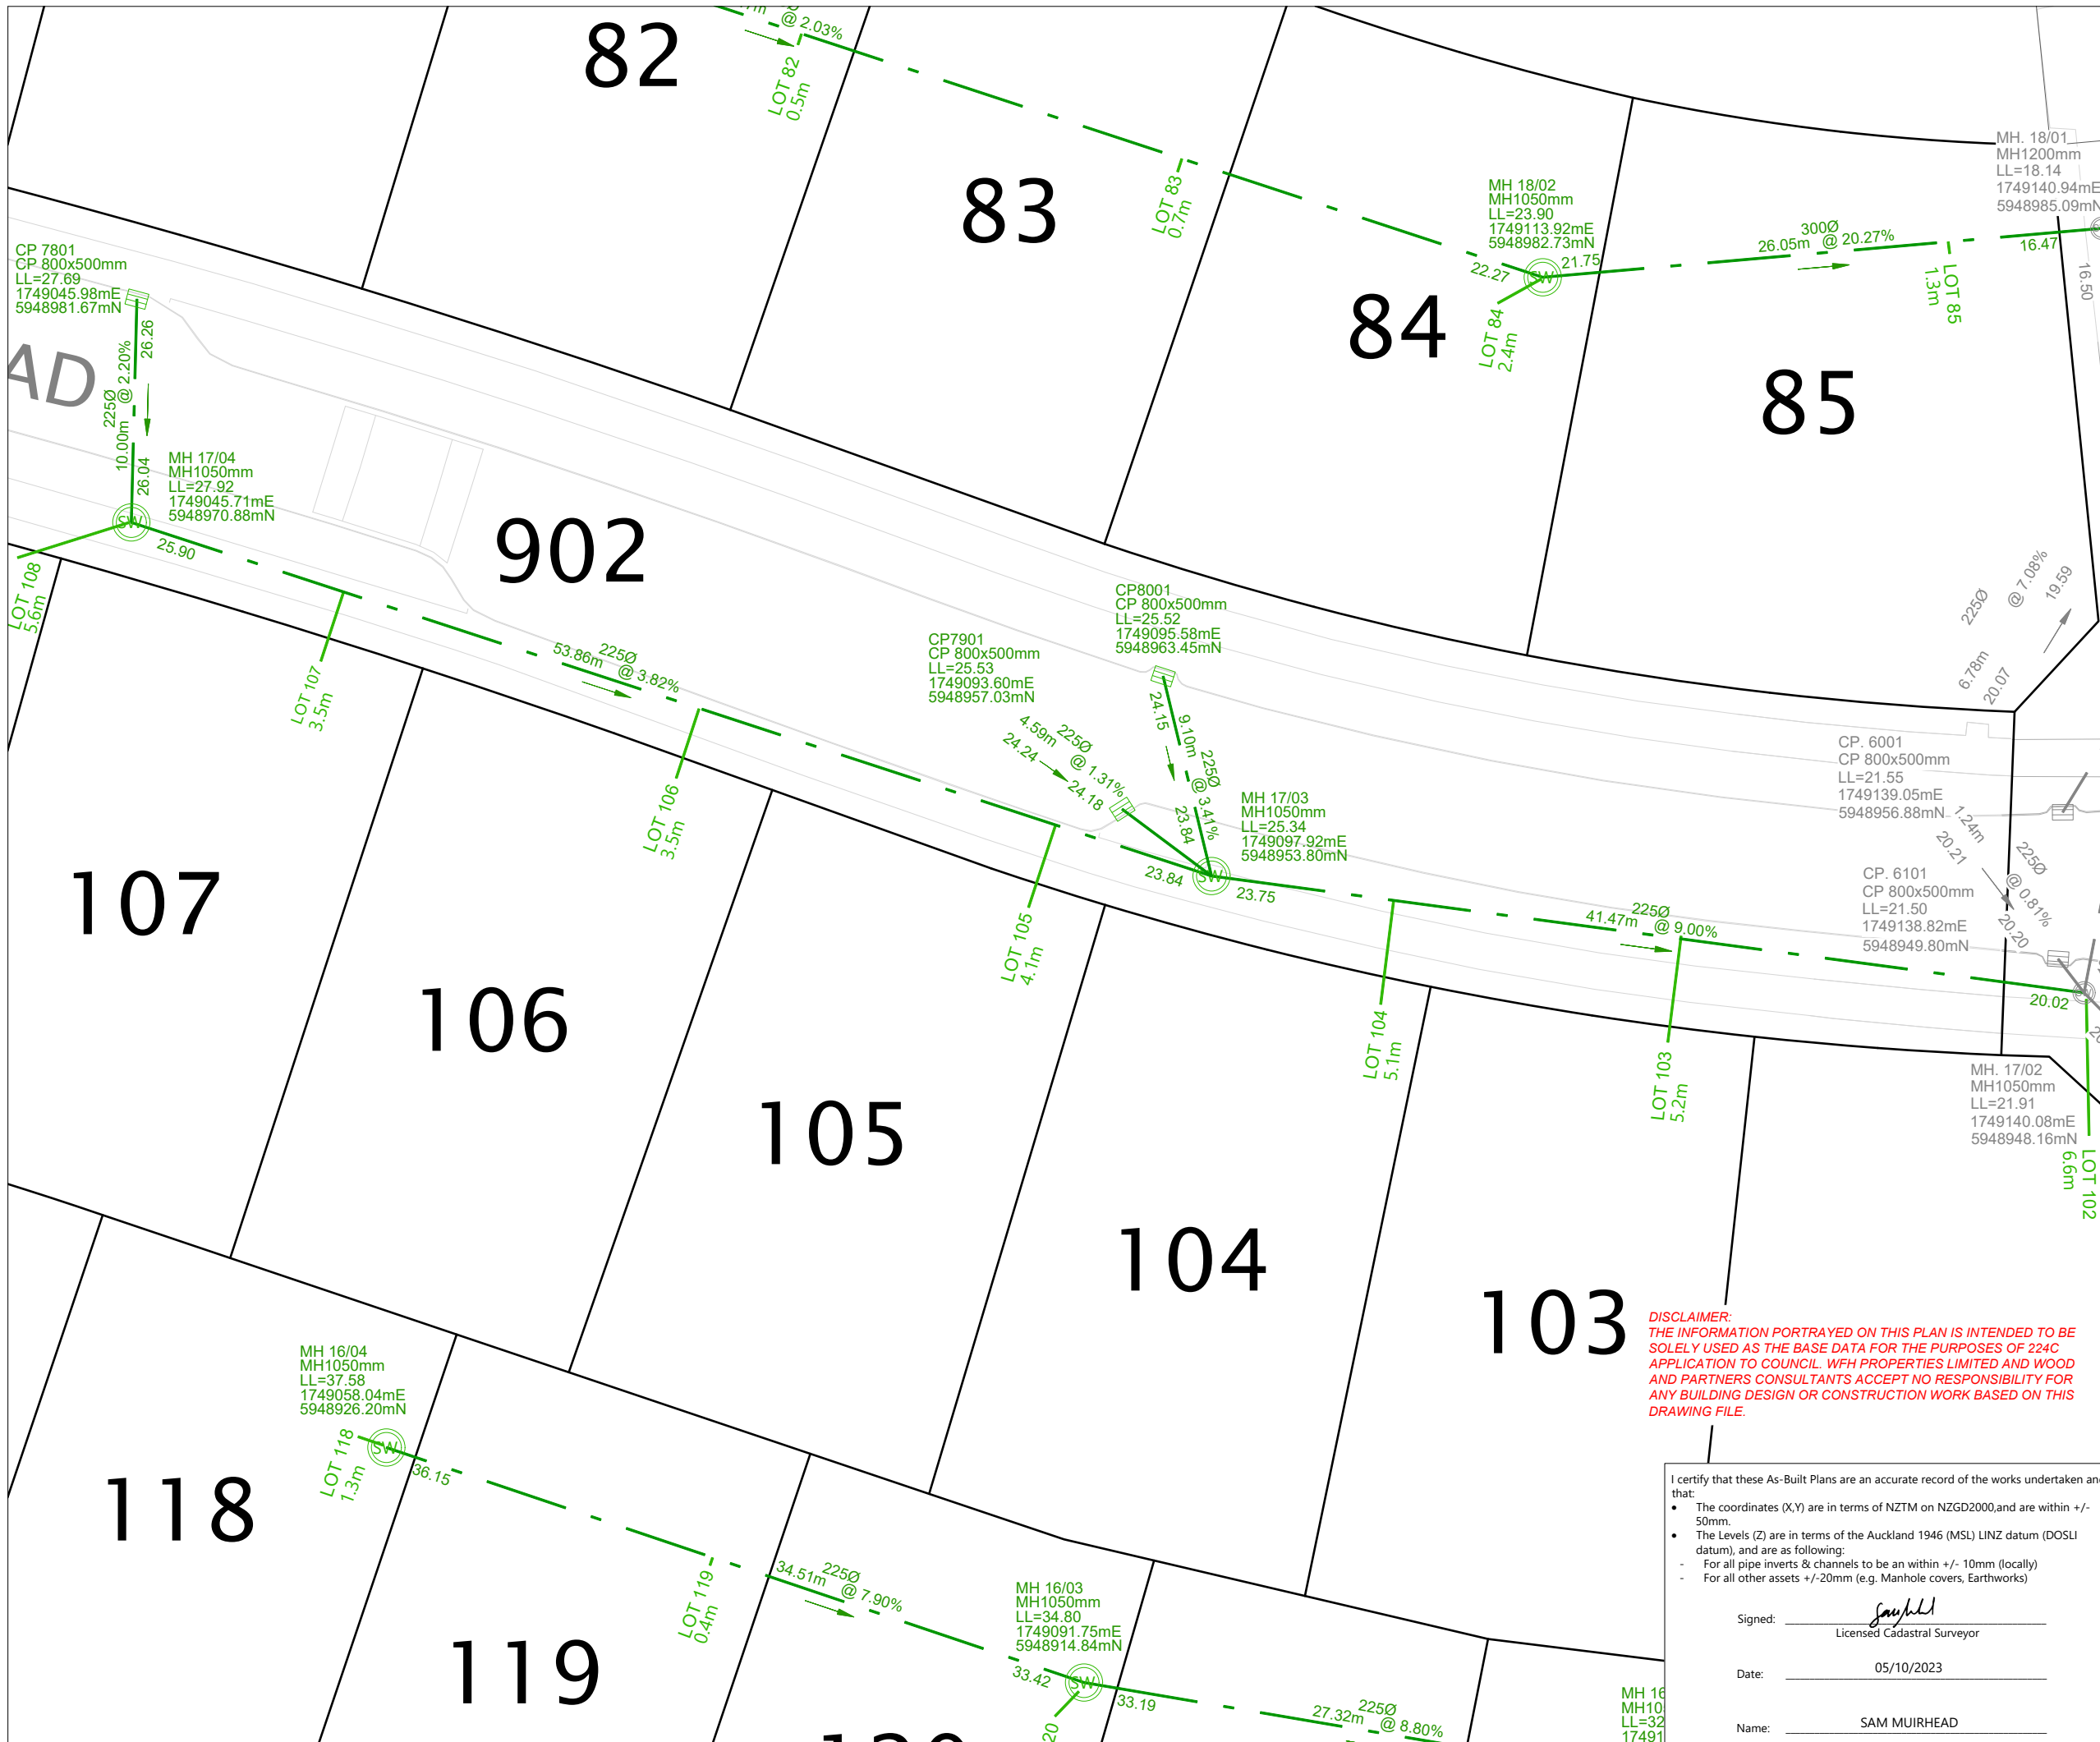 82
@ 2.03%
LOT 82
0.5m
83
LOT 83
0.7m
MH 18/02
MH1050mm
LL=23.90
1749113.92mE
5948982.73mN
22.27
21.75
84
LOT 84
2.4m
300Ø
26.05m @ 20.27%
16.47
LOT 85
1.3m
85
MH. 18/01
MH1200mm
LL=18.14
1749140.94mE
5948985.09mN
16.50
CP 7801
CP 800x500mm
LL=27.69
1749045.98mE
5948981.67mN
AD
26.26
225Ø
10.00m @ 2.20%
26.04
MH 17/04
MH1050mm
LL=27.92
1749045.71mE
5948970.88mN
25.90
LOT 108
5.6m
902
LOT 107
3.5m
225Ø
53.86m @ 3.82%
LOT 106
3.5m
CP7901
CP 800x500mm
LL=25.53
1749093.60mE
5948957.03mN
4.59m
225Ø
@ 1.31%
24.24
24.18
CP8001
CP 800x500mm
LL=25.52
1749095.58mE
5948963.45mN
24.15
9.10m
225Ø
@ 3.41%
23.84
MH 17/03
MH1050mm
LL=25.34
1749097.92mE
5948953.80mN
SW
SW
SW
23.84
23.75
LOT 105
4.1m
225Ø
41.47m @ 9.00%
LOT 104
5.1m
LOT 103
5.2m
225Ø
@ 7.08%
19.59
6.78m
20.07
CP. 6001
CP 800x500mm
LL=21.55
1749139.05mE
5948956.88mN
1.24m
20.21
225Ø
@ 0.81%
20.20
CP. 6101
CP 800x500mm
LL=21.50
1749138.82mE
5948949.80mN
20.02
MH. 17/02
MH1050mm
LL=21.91
1749140.08mE
5948948.16mN
LOT 102
6.6m
107
106
105
104
103
MH 16/04
MH1050mm
LL=37.58
1749058.04mE
5948926.20mN
SW
LOT 118
1.3m
36.15
118
LOT 119
0.4m
225Ø
34.51m @ 7.90%
119
MH 16/03
MH1050mm
LL=34.80
1749091.75mE
5948914.84mN
SW
33.42
33.19
20
225Ø
27.32m @ 8.80%
MH 16
MH10
LL=32
17491
DISCLAIMER:
THE INFORMATION PORTRAYED ON THIS PLAN IS INTENDED TO BE
SOLELY USED AS THE BASE DATA FOR THE PURPOSES OF 224C
APPLICATION TO COUNCIL. WFH PROPERTIES LIMITED AND WOOD
AND PARTNERS CONSULTANTS ACCEPT NO RESPONSIBILITY FOR
ANY BUILDING DESIGN OR CONSTRUCTION WORK BASED ON THIS
DRAWING FILE.
I certify that these As-Built Plans are an accurate record of the works undertaken and
that:
• The coordinates (X,Y) are in terms of NZTM on NZGD2000,and are within +/-
50mm.
• The Levels (Z) are in terms of the Auckland 1946 (MSL) LINZ datum (DOSLI
datum), and are as following:
- For all pipe inverts & channels to be an within +/- 10mm (locally)
- For all other assets +/-20mm (e.g. Manhole covers, Earthworks)
Signed:
Licensed Cadastral Surveyor
Date: 05/10/2023
Name: SAM MUIRHEAD